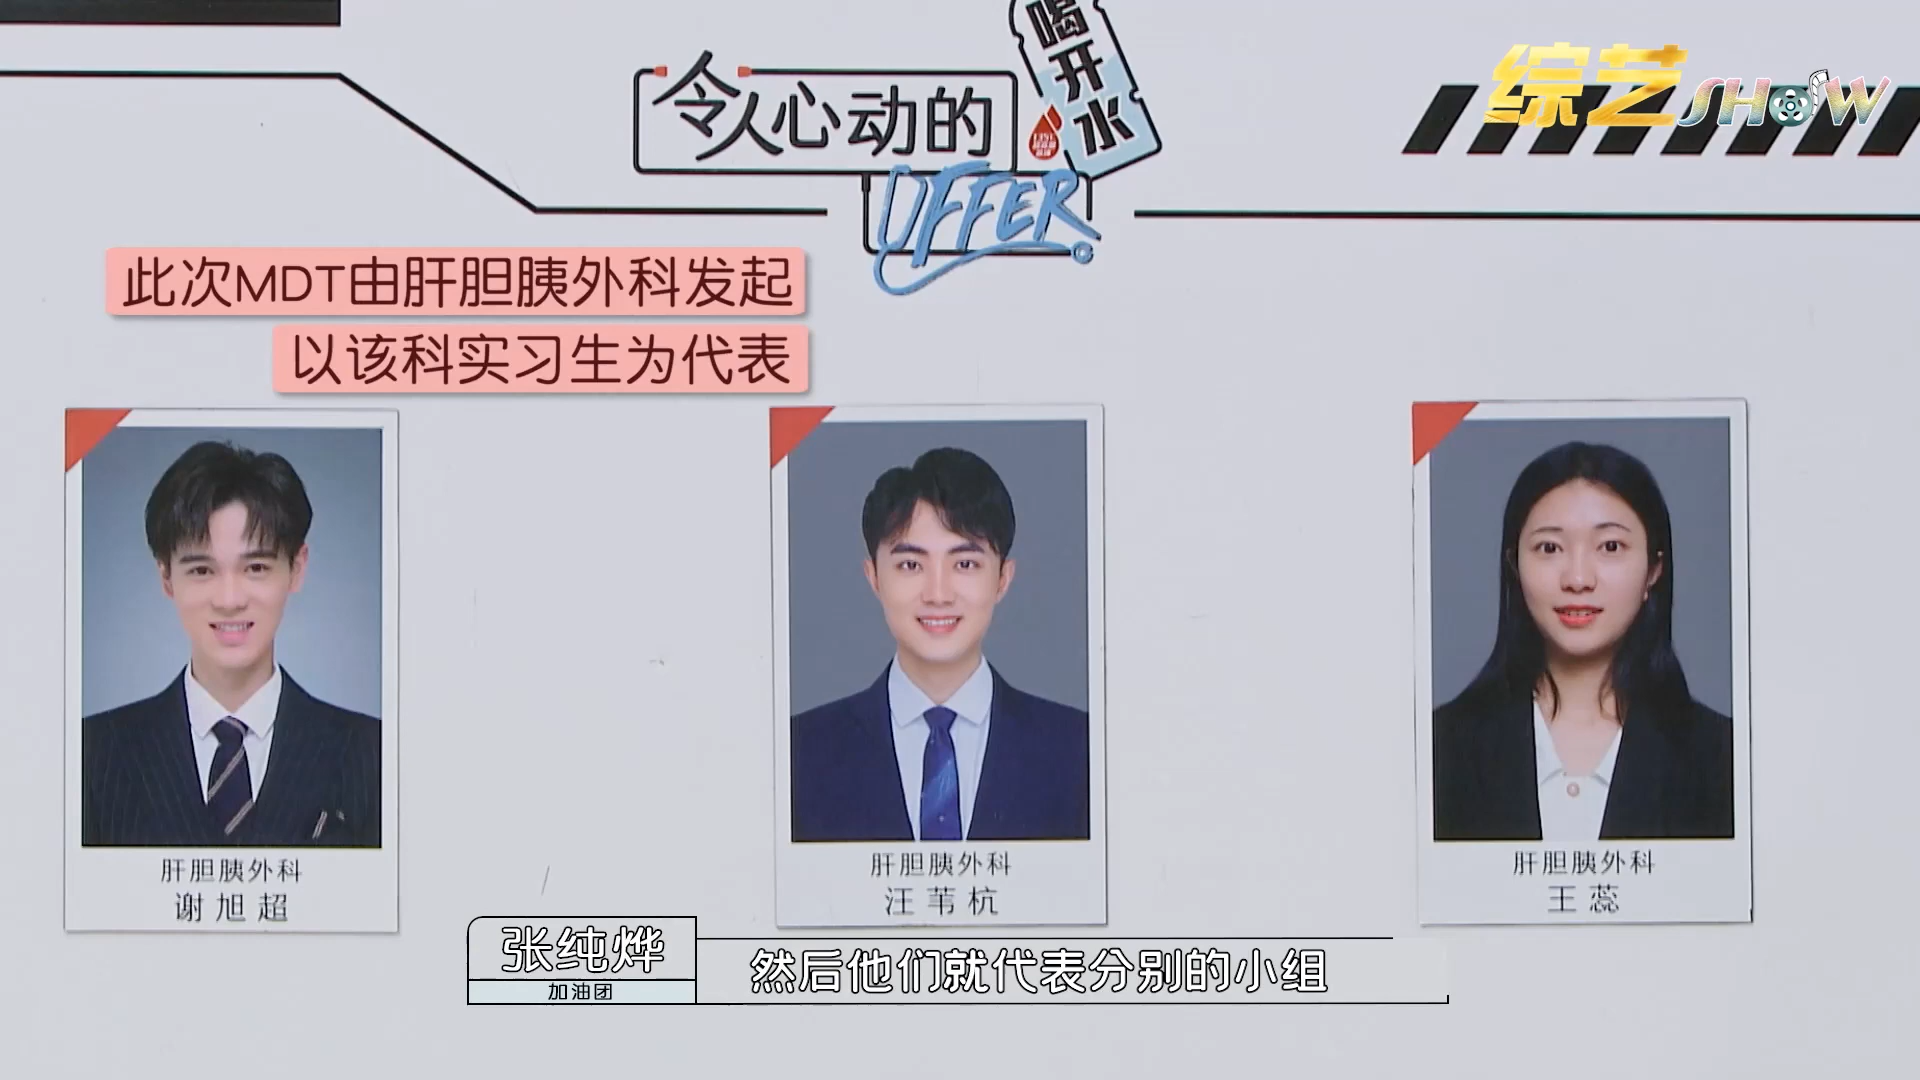 喝开水
综艺SHOW
令人心动的
OFFER
此次MDT由肝胆胰外科发起
以该科实习生为代表
肝胆胰外科
谢旭超
肝胆胰外科
汪苇杭
肝胆胰外科
王蕊
张纯烨
加油团
然后他们就代表分别的小组